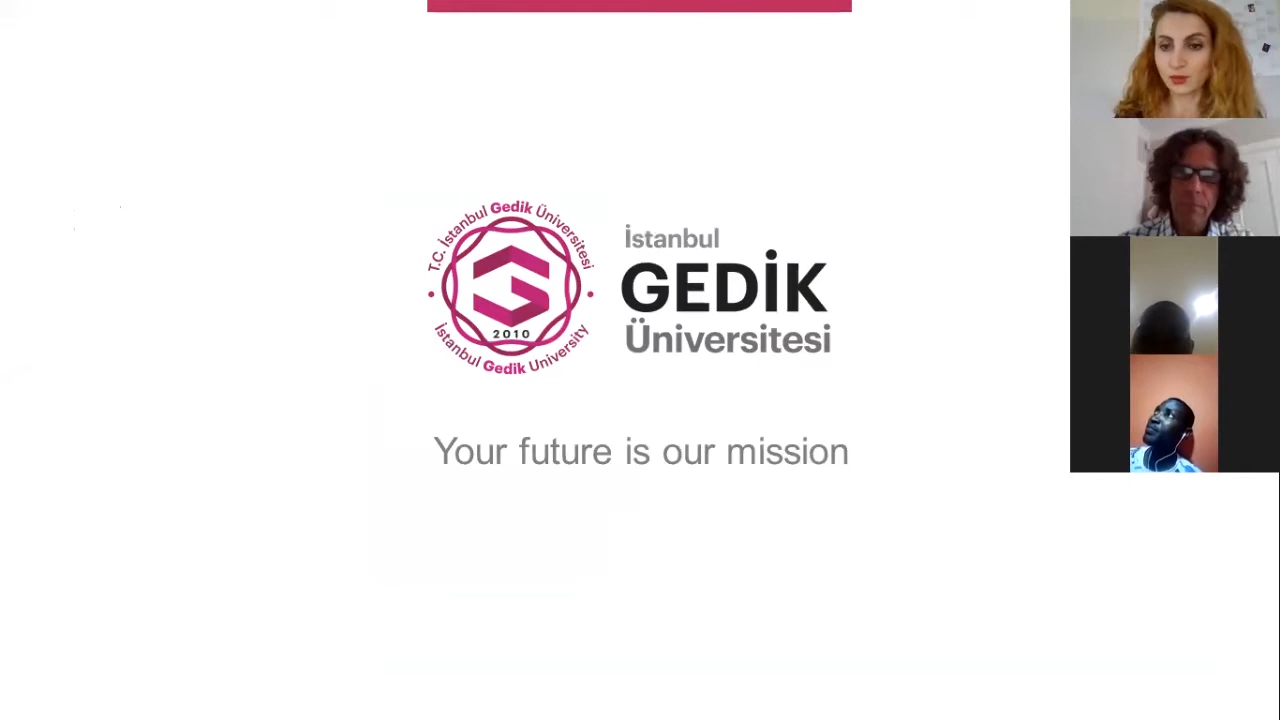 T.C. İstanbul Gedik Üniversitesi
2010
İstanbul Gedik University
İstanbul
GEDİK
Üniversitesi
Your future is our mission